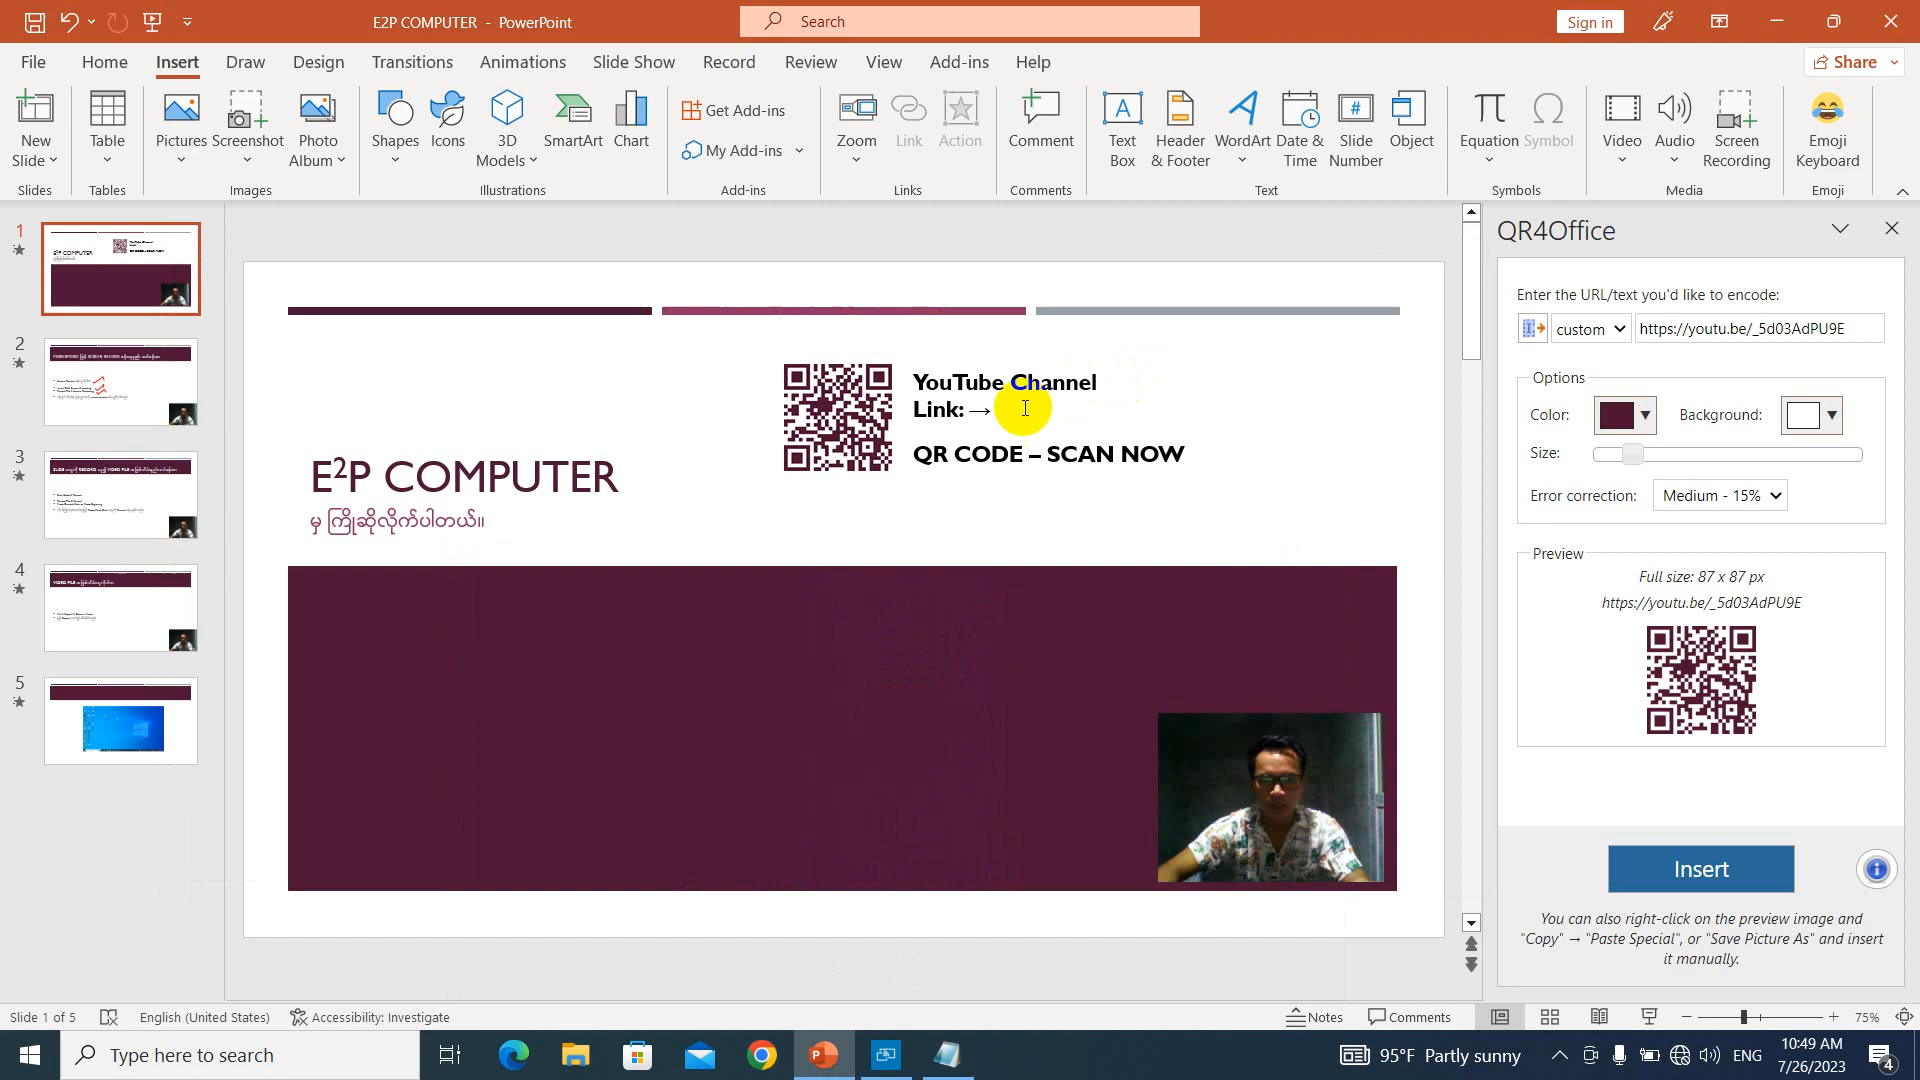 E2P COMPUTER - PowerPoint
Search
Sign in
File Home Insert Draw Design Transitions Animations Slide Show Record Review View Add-ins Help
Share
New Slide
Table
Pictures
Screenshot
Photo Album
Shapes
Icons
3D Models
SmartArt
Chart
Get Add-ins
My Add-ins
Zoom
Link
Action
Comment
Text Box
Header & Footer
WordArt
Date & Time
Slide Number
Object
Equation
Symbol
Video
Audio
Screen Recording
Emoji Keyboard
Slides Tables Images Illustrations Add-ins Links Comments Text Symbols Media Emoji
1
2
3
4
5
YouTube Channel
Link: →
QR CODE – SCAN NOW
E²P COMPUTER
မှ ကြိုဆိုလိုက်ပါတယ်။
QR4Office
Enter the URL/text you'd like to encode:
custom https://youtu.be/_5d03AdPU9E
Options
Color: Background:
Size:
Error correction: Medium - 15%
Preview
Full size: 87 x 87 px
https://youtu.be/_5d03AdPU9E
Insert
You can also right-click on the preview image and
"Copy" → "Paste Special", or "Save Picture As" and insert
it manually.
Slide 1 of 5 English (United States) Accessibility: Investigate Notes Comments 75%
Type here to search
95°F Partly sunny ENG
10:49 AM
7/26/2023
4